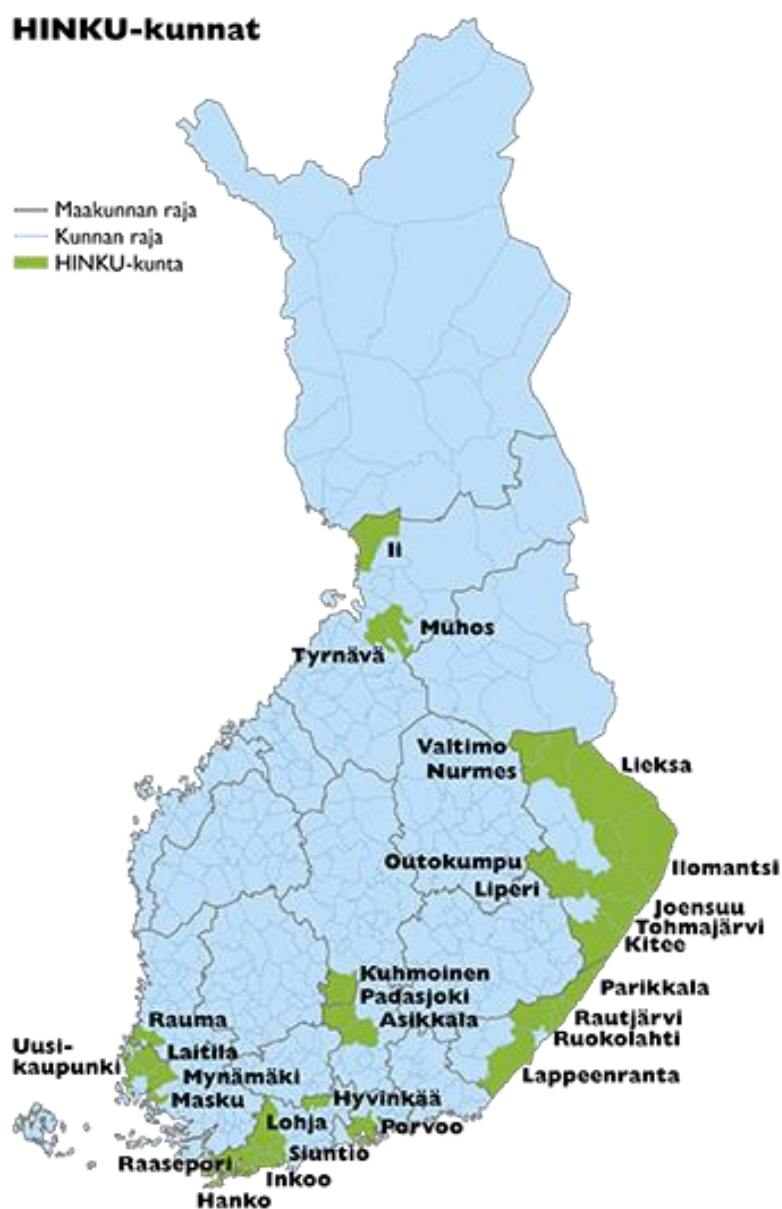 HINKU-kunnat
Maakunnan raja
Kunnan raja
HINKU-kunta
Ii
Muhos
Tyrnävä
Valtimo
Nurmes
Lieksa
Outokumpu
Liperi
Ilomantsi
Joensuu
Tohmajärvi
Kitee
Kuhmoinen
Padasjoki
Asikkala
Parikkala
Rautjärvi
Ruokolahti
Lappeenranta
Rauma
Uusi-
kaupunki
Laitila
Mynämäki
Masku
Hyvinkää
Lohja
Porvoo
Siuntio
Raasepori
Inkoo
Hanko